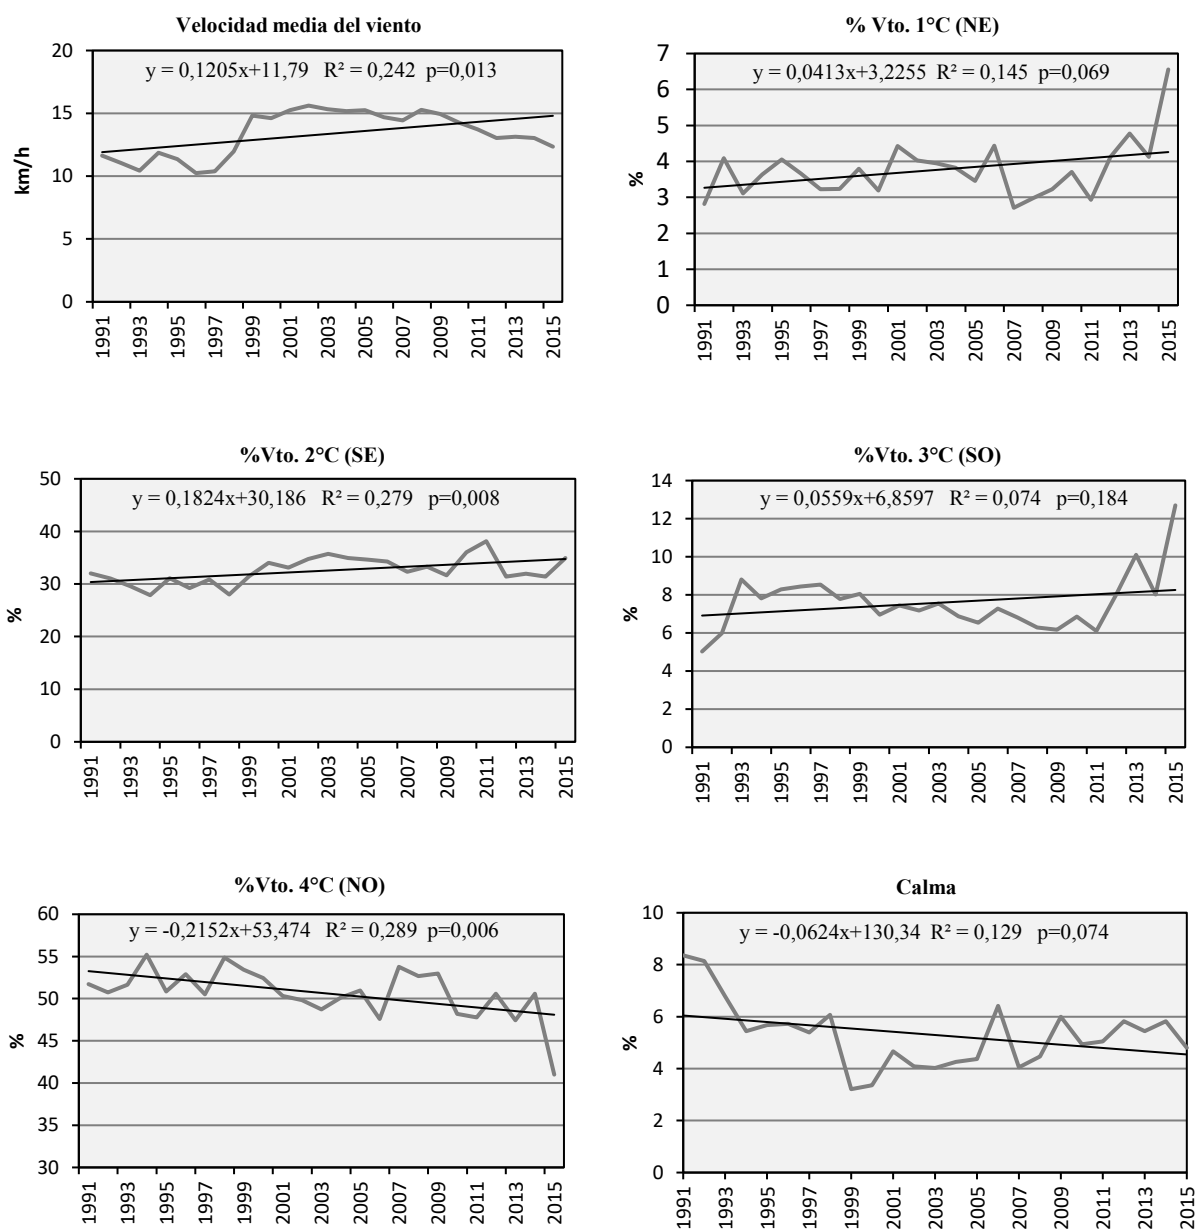 Velocidad media del viento
y = 0,1205x+11,79 R² = 0,242 p=0,013
km/h
20
15
10
5
0
1991 1993 1995 1997 1999 2001 2003 2005 2007 2009 2011 2013 2015
% Vto. 1°C (NE)
y = 0,0413x+3,2255 R² = 0,145 p=0,069
%
7
6
5
4
3
2
1
0
1991 1993 1995 1997 1999 2001 2003 2005 2007 2009 2011 2013 2015
%Vto. 2°C (SE)
y = 0,1824x+30,186 R² = 0,279 p=0,008
%
50
40
30
20
10
0
1991 1993 1995 1997 1999 2001 2003 2005 2007 2009 2011 2013 2015
%Vto. 3°C (SO)
y = 0,0559x+6,8597 R² = 0,074 p=0,184
%
14
12
10
8
6
4
2
0
1991 1993 1995 1997 1999 2001 2003 2005 2007 2009 2011 2013 2015
%Vto. 4°C (NO)
y = -0,2152x+53,474 R² = 0,289 p=0,006
%
60
55
50
45
40
35
30
1991 1993 1995 1997 1999 2001 2003 2005 2007 2009 2011 2013 2015
Calma
y = -0,0624x+130,34 R² = 0,129 p=0,074
%
10
8
6
4
2
0
1991 1993 1995 1997 1999 2001 2003 2005 2007 2009 2011 2013 2015